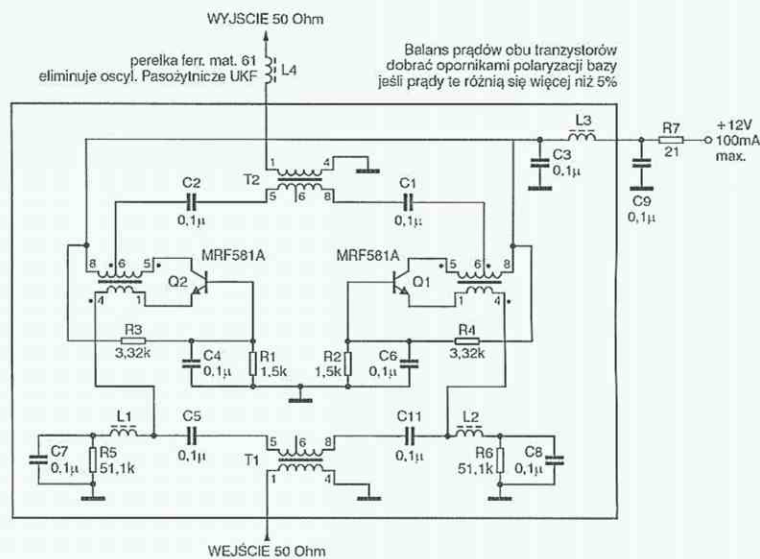 WYJSCIE 50 Ohm
perelka ferr. mat. 61
eliminuje oscyl. Pasożytnicze UKF
L4
Balans prądów obu tranzystorów
dobrać opornikami polaryzacji bazy
jeśli prądy te różnią się więcej niż 5%
L3
R7
21
+12V
100mA
max.
C3
0,1µ
C9
0,1µ
1 4
T2
5 6 8
C2
0,1µ
C1
0,1µ
8 6 5
4 1
MRF581A
Q2
MRF581A
Q1
5 6 8
1 4
R3
3,32k
C4
0,1µ
R1
1,5k
R2
1,5k
C6
0,1µ
R4
3,32k
L1
C5
0,1µ
5 6 8
T1
1 4
C11
0,1µ
L2
C7
0,1µ
R5
51,1k
R6
51,1k
C8
0,1µ
WEJŚCIE 50 Ohm